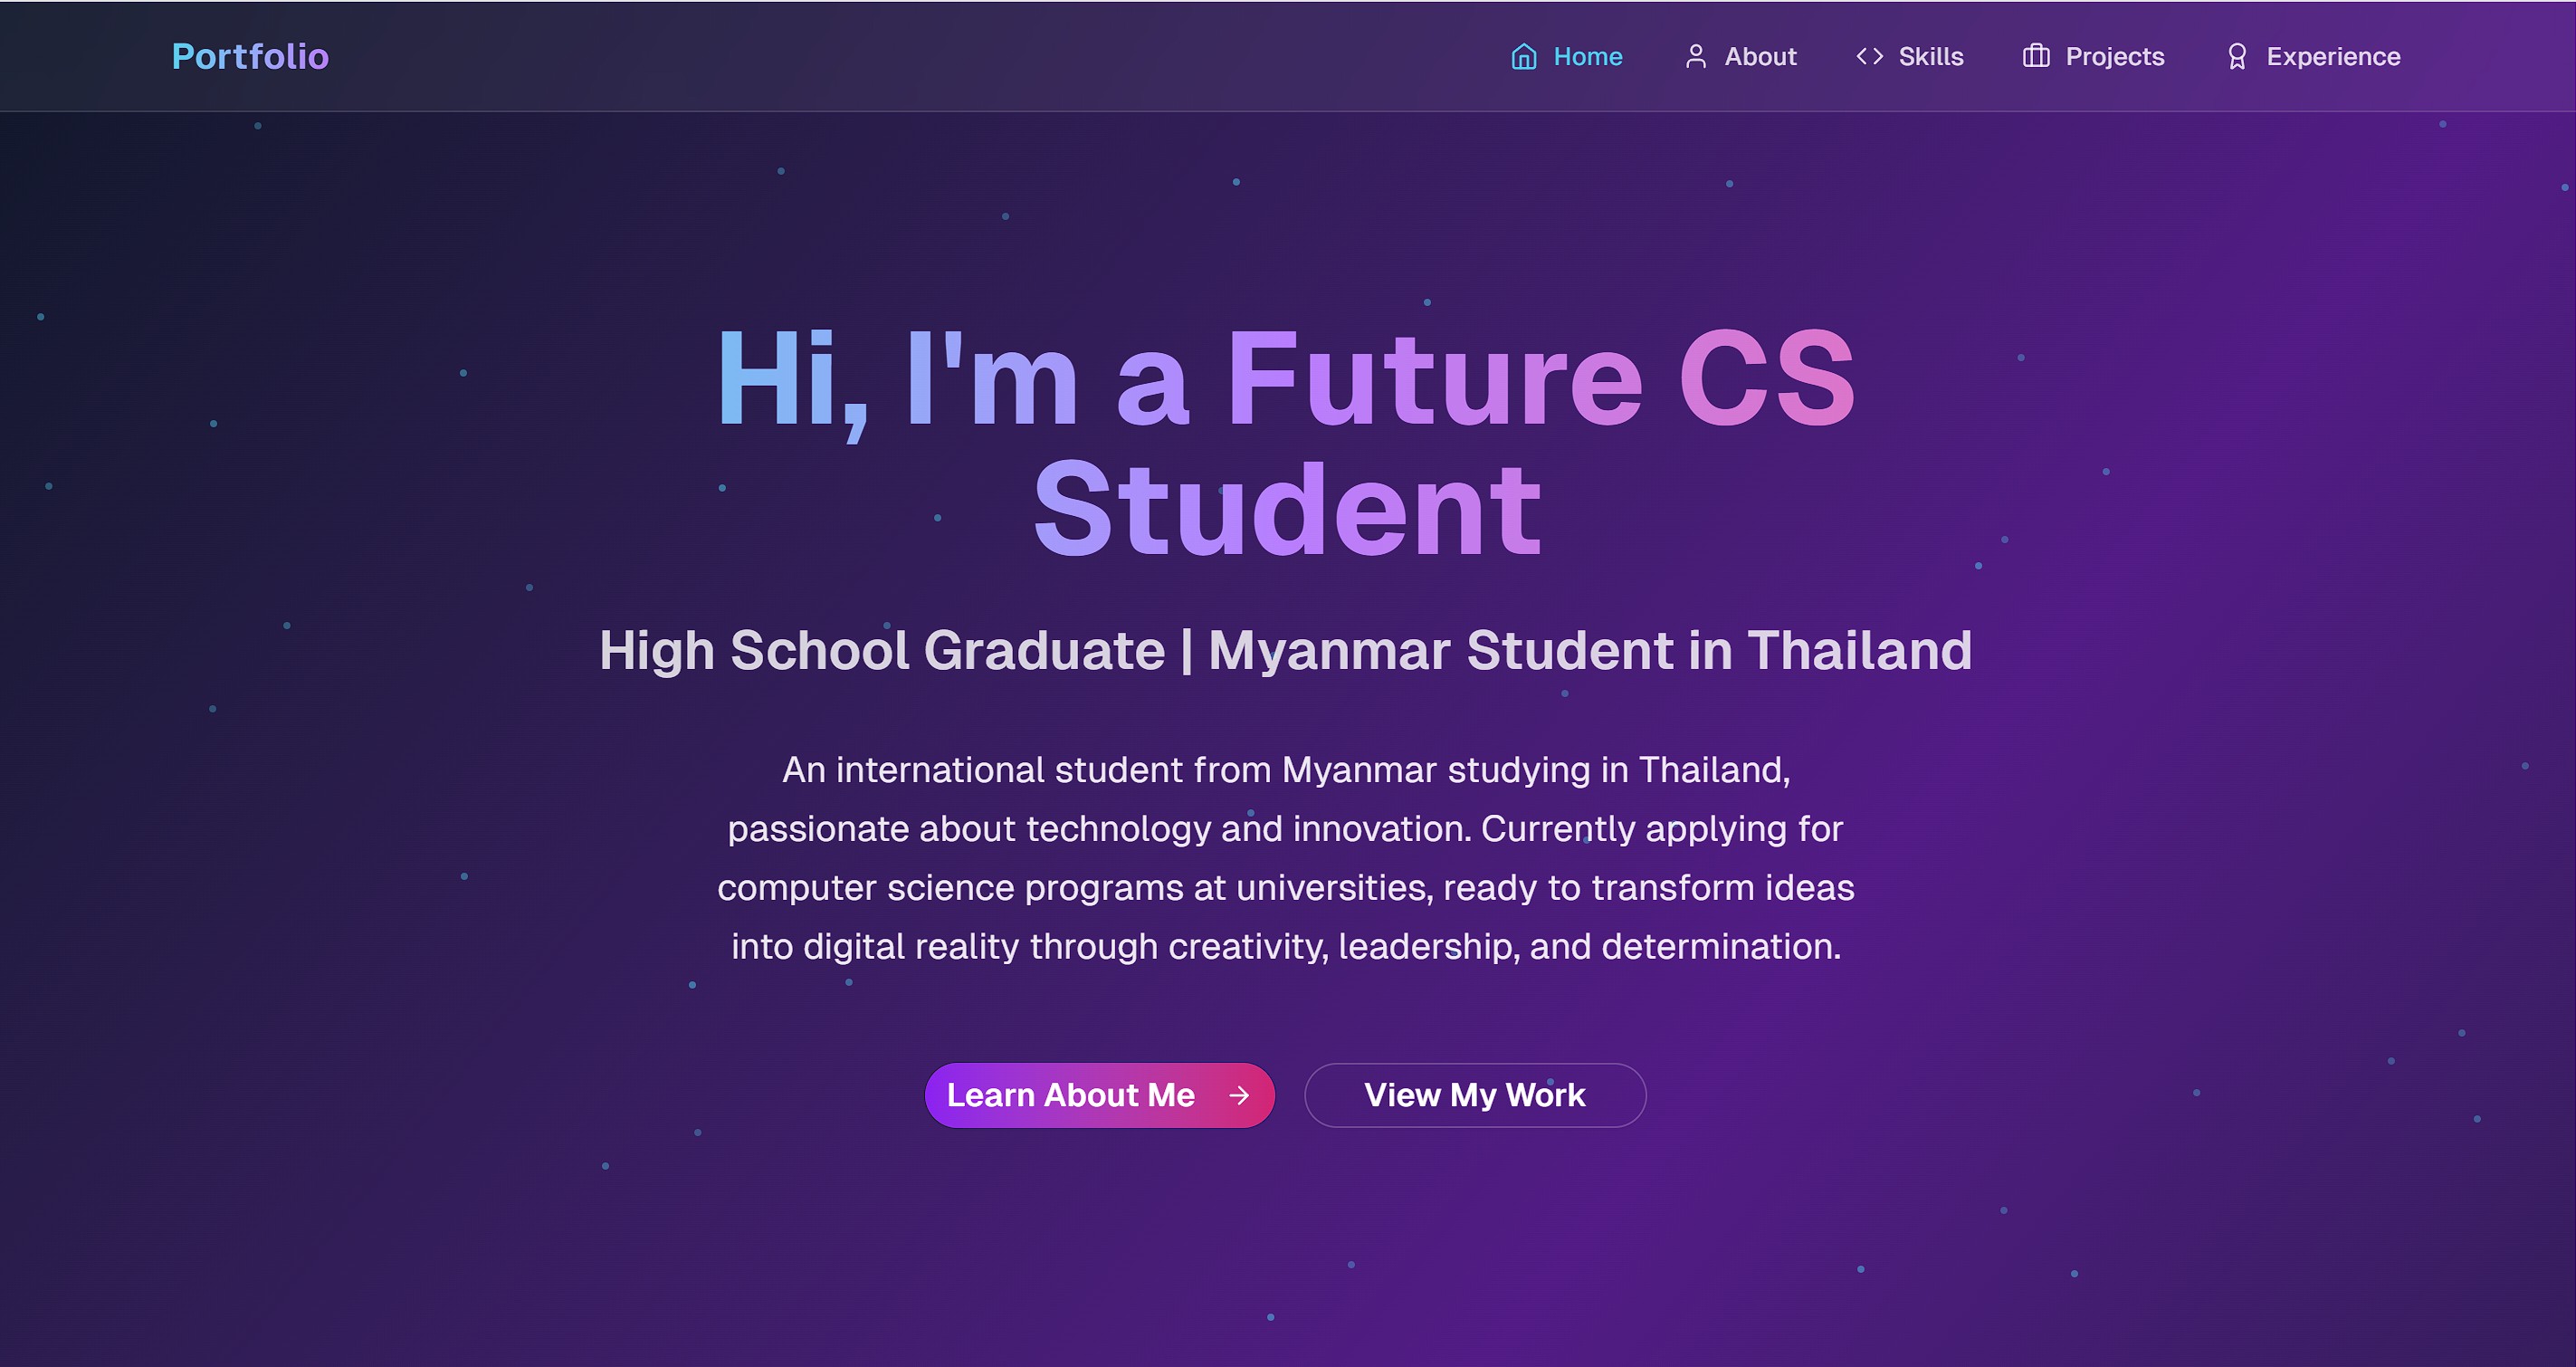 Portfolio
Home
About
Skills
Projects
Experience
Hi, I'm a Future CS
Student
High School Graduate | Myanmar Student in Thailand
An international student from Myanmar studying in Thailand,
passionate about technology and innovation. Currently applying for
computer science programs at universities, ready to transform ideas
into digital reality through creativity, leadership, and determination.
Learn About Me →
View My Work